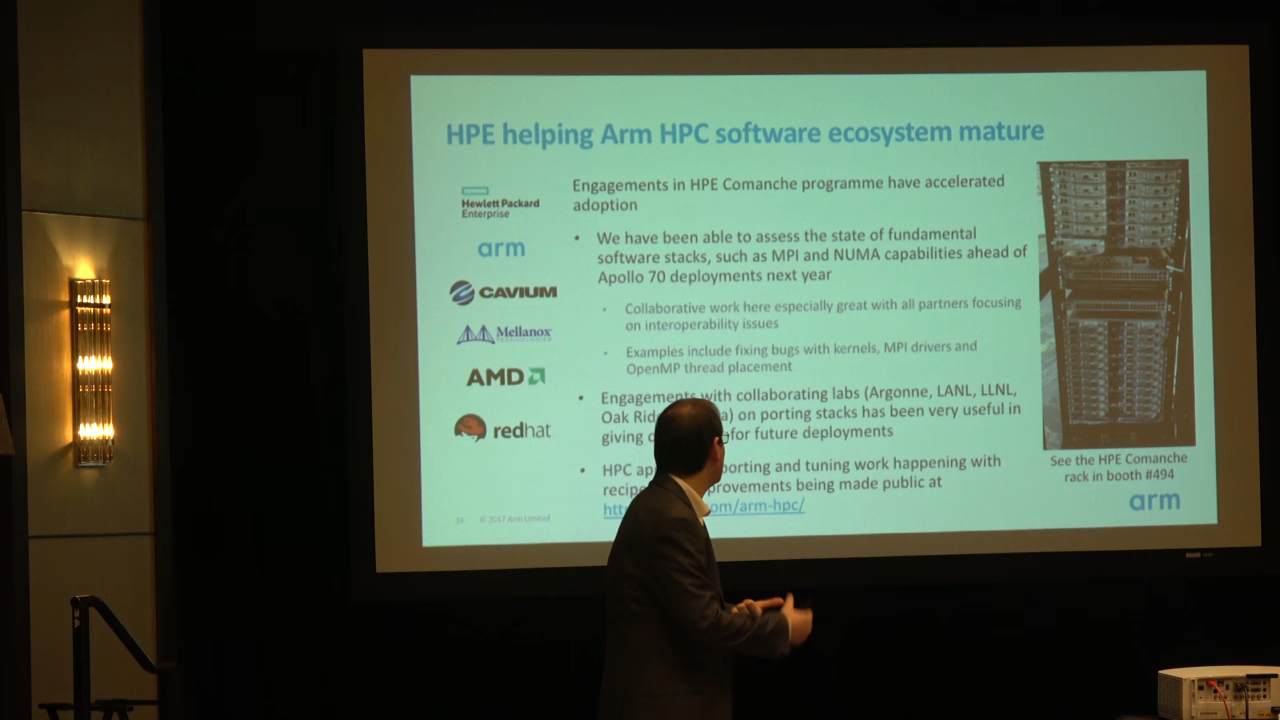 HPE helping Arm HPC software ecosystem mature
Hewlett Packard
Enterprise
arm
CAVIUM
Mellanox
TECHNOLOGIES
AMD
redhat
Engagements in HPE Comanche programme have accelerated
adoption
• We have been able to assess the state of fundamental
software stacks, such as MPI and NUMA capabilities ahead of
Apollo 70 deployments next year
• Collaborative work here especially great with all partners focusing
on interoperability issues
• Examples include fixing bugs with kernels, MPI drivers and
OpenMP thread placement
• Engagements with collaborating labs (Argonne, LANL, LLNL,
Oak on porting stacks has been very useful in
giving for future deployments
• HPC porting and tuning work happening with
being made public at
om/arm-hpc/
See the HPE Comanche
rack in booth #494
arm
© 2017 Arm Limited